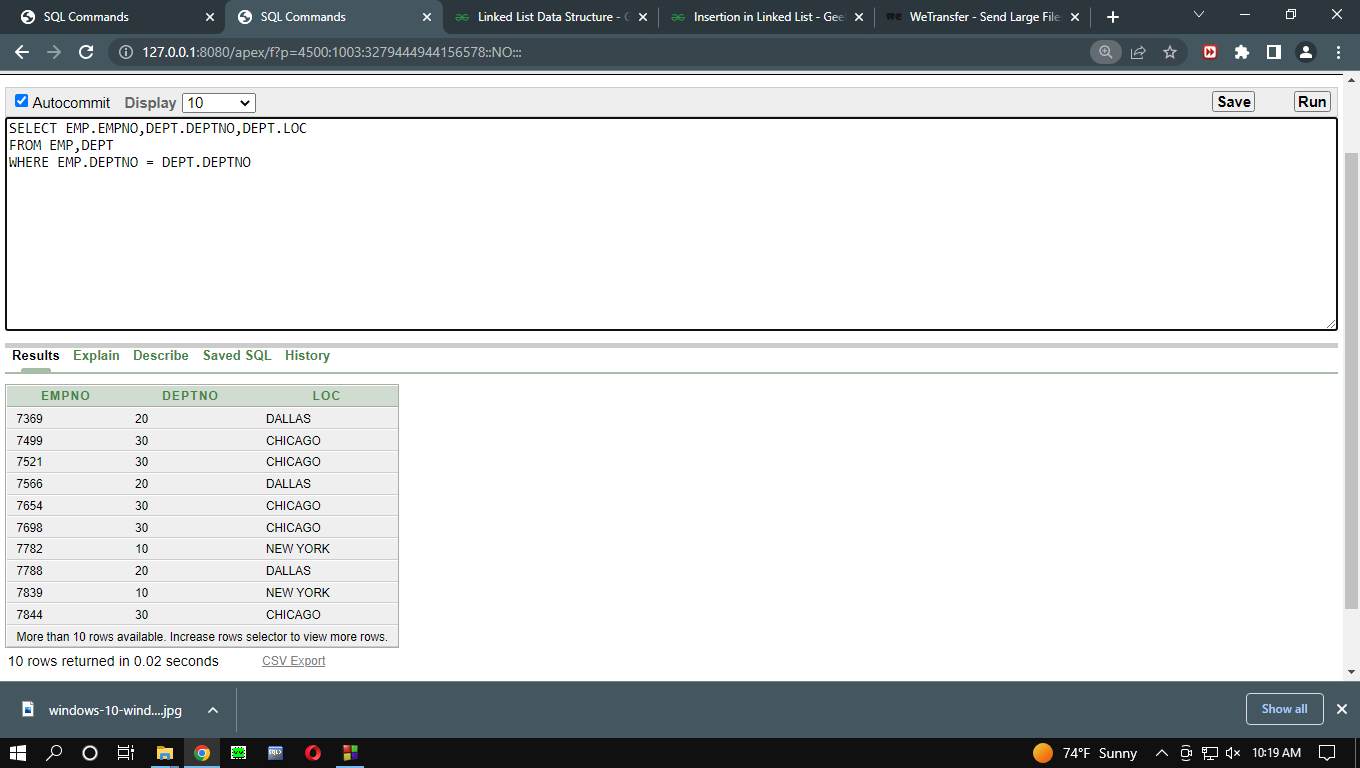 SQL Commands
SQL Commands
Linked List Data Structure -
Insertion in Linked List - Gee
WeTransfer - Send Large File
127.0.0.1:8080/apex/f?p=4500:1003:3279444944156578::NO:::
Autocommit Display 10 Save Run
SELECT EMP.EMPNO,DEPT.DEPTNO,DEPT.LOC
FROM EMP,DEPT
WHERE EMP.DEPTNO = DEPT.DEPTNO
Results Explain Describe Saved SQL History
EMPNO DEPTNO LOC
7369 20 DALLAS
7499 30 CHICAGO
7521 30 CHICAGO
7566 20 DALLAS
7654 30 CHICAGO
7698 30 CHICAGO
7782 10 NEW YORK
7788 20 DALLAS
7839 10 NEW YORK
7844 30 CHICAGO
More than 10 rows available. Increase rows selector to view more rows.
10 rows returned in 0.02 seconds CSV Export
windows-10-wind....jpg Show all
74°F Sunny 10:19 AM